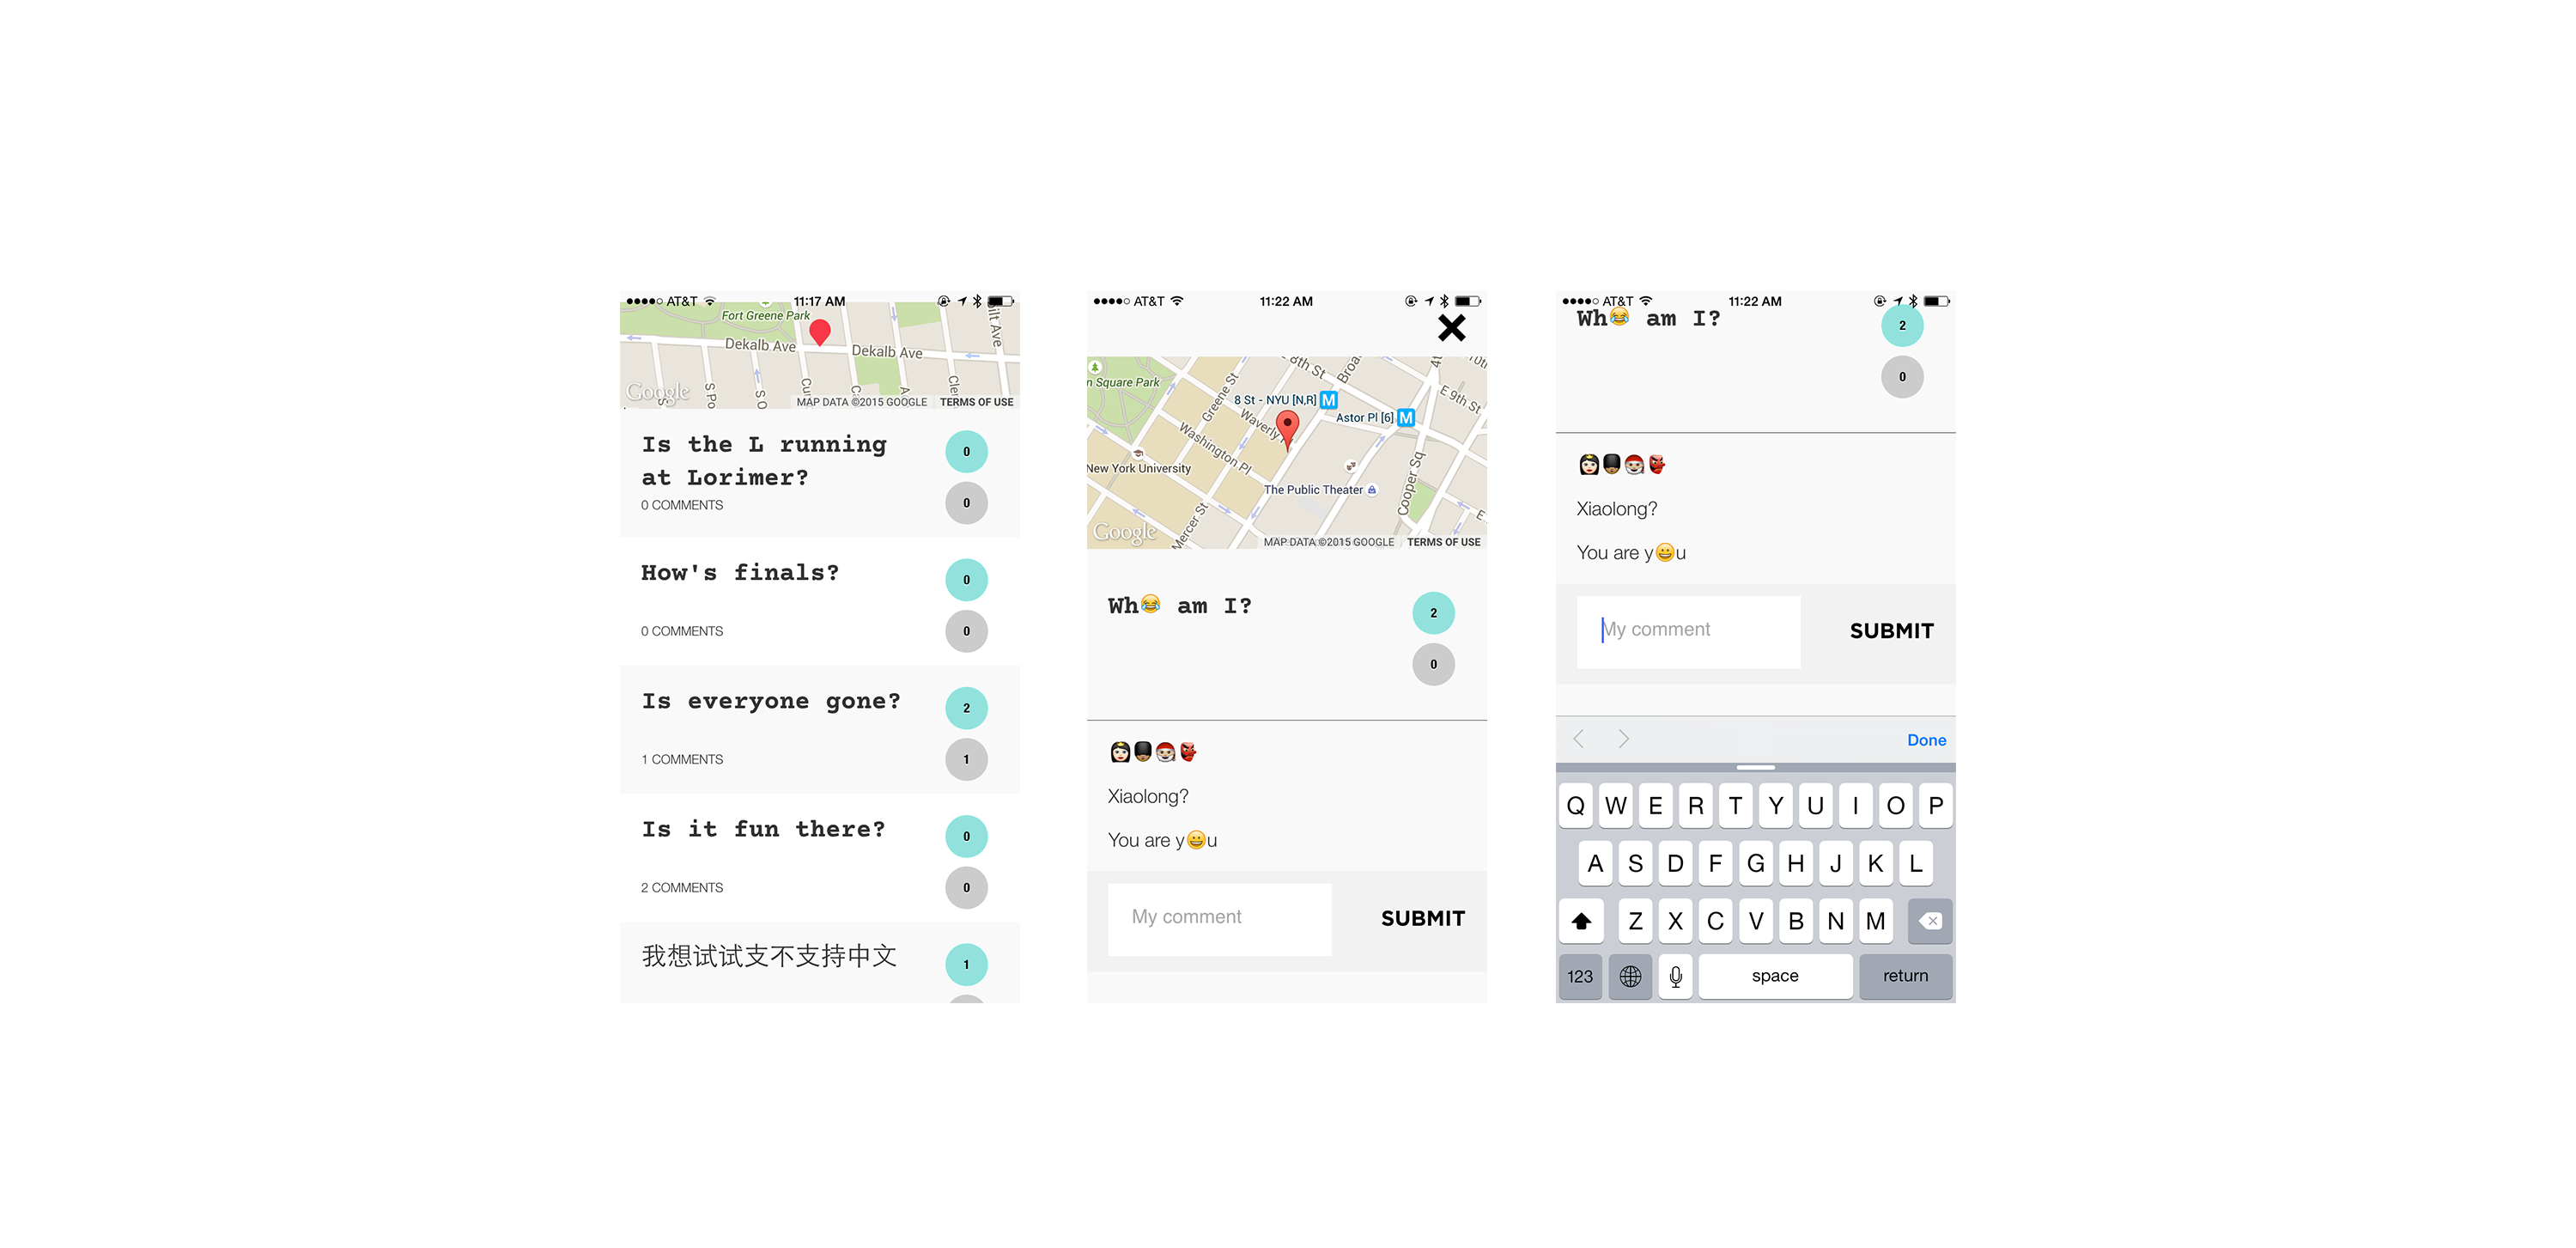 AT&T 11:17 AM
Fort Greene Park
Dekalb Ave
Dekalb Ave
Google
MAP DATA ©2015 GOOGLE TERMS OF USE
Is the L running
at Lorimer?
0 COMMENTS
0
0
How's finals?
0 COMMENTS
0
0
Is everyone gone?
1 COMMENTS
2
1
Is it fun there?
2 COMMENTS
0
0
我想试试支不支持中文
1
AT&T 11:22 AM
n Square Park
8th St
8 St - NYU [N,R] M
Astor Pl [6] M
E 9th St
Greene St
Waverly
Washington Pl
New York University
The Public Theater
Cooper Sq
Mercer St
Google
MAP DATA ©2015 GOOGLE TERMS OF USE
Wh😂 am I?
2
0
👸🏻💂🏿🎅🏼👺
Xiaolong?
You are y😀u
My comment
SUBMIT
AT&T 11:22 AM
Wh😂 am I?
2
0
👸🏻💂🏿🎅🏼👺
Xiaolong?
You are y😀u
My comment
SUBMIT
Done
Q W E R T Y U I O P
A S D F G H J K L
Z X C V B N M
123 space return